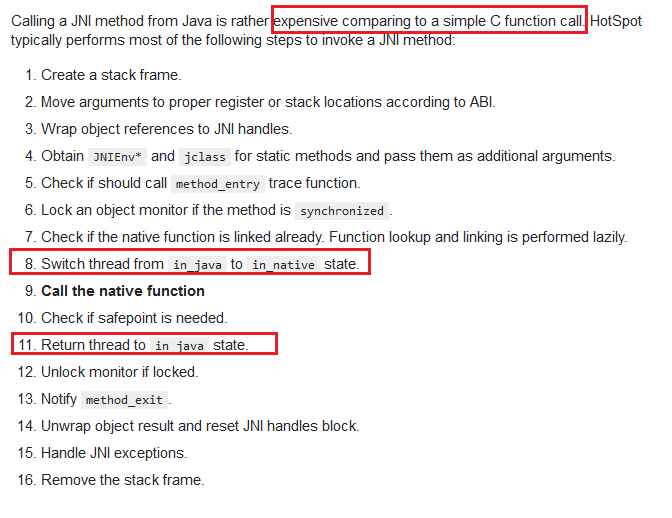 Calling a JNI method from Java is rather expensive comparing to a simple C function call. HotSpot
typically performs most of the following steps to invoke a JNI method:
1. Create a stack frame.
2. Move arguments to proper register or stack locations according to ABI.
3. Wrap object references to JNI handles.
4. Obtain JNIEnv* and jclass for static methods and pass them as additional arguments.
5. Check if should call method_entry trace function.
6. Lock an object monitor if the method is synchronized.
7. Check if the native function is linked already. Function lookup and linking is performed lazily.
8. Switch thread from in_java to in_native state.
9. Call the native function
10. Check if safepoint is needed.
11. Return thread to in_java state.
12. Unlock monitor if locked.
13. Notify method_exit.
14. Unwrap object result and reset JNI handles block.
15. Handle JNI exceptions.
16. Remove the stack frame.